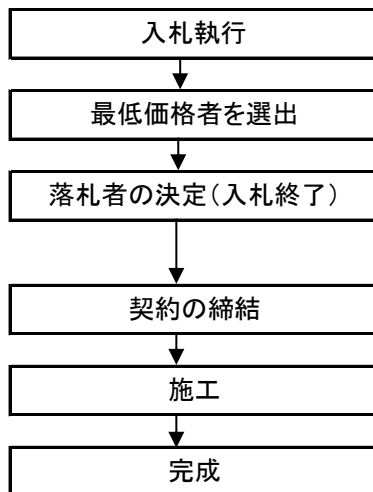 入札執行
最低価格者を選出
落札者の決定(入札終了)
契約の締結
施工
完成